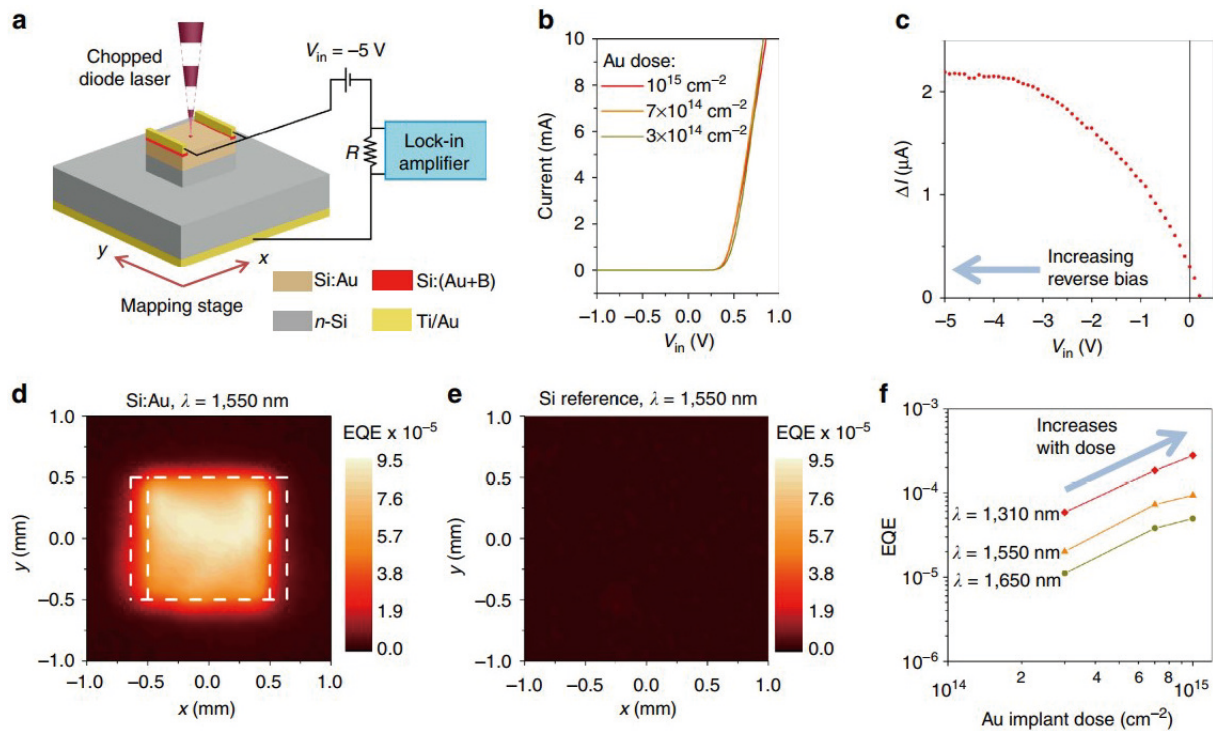 a
Chopped
diode laser
V_in = –5 V
R
Lock-in
amplifier
y
x
Mapping stage
Si:Au
Si:(Au+B)
n-Si
Ti/Au
b
Au dose:
10^15 cm^–2
7×10^14 cm^–2
3×10^14 cm^–2
Current (mA)
10
8
6
4
2
0
–1.0 –0.5 0.0 0.5 1.0
V_in (V)
c
ΔI (μA)
2
1
0
Increasing
reverse bias
–5 –4 –3 –2 –1 0
V_in (V)
d
Si:Au, λ = 1,550 nm
EQE x 10^–5
9.5
7.6
5.7
3.8
1.9
0.0
y (mm)
1.0
0.5
0.0
–0.5
–1.0
–1.0 –0.5 0.0 0.5 1.0
x (mm)
e
Si reference, λ = 1,550 nm
EQE x 10^–5
9.5
7.6
5.7
3.8
1.9
0.0
y (mm)
1.0
0.5
0.0
–0.5
–1.0
–1.0 –0.5 0.0 0.5 1.0
x (mm)
f
EQE
10^–3
10^–4
10^–5
10^–6
Increases
with dose
λ = 1,310 nm
λ = 1,550 nm
λ = 1,650 nm
10^14 2 4 6 8 10^15
Au implant dose (cm^–2)